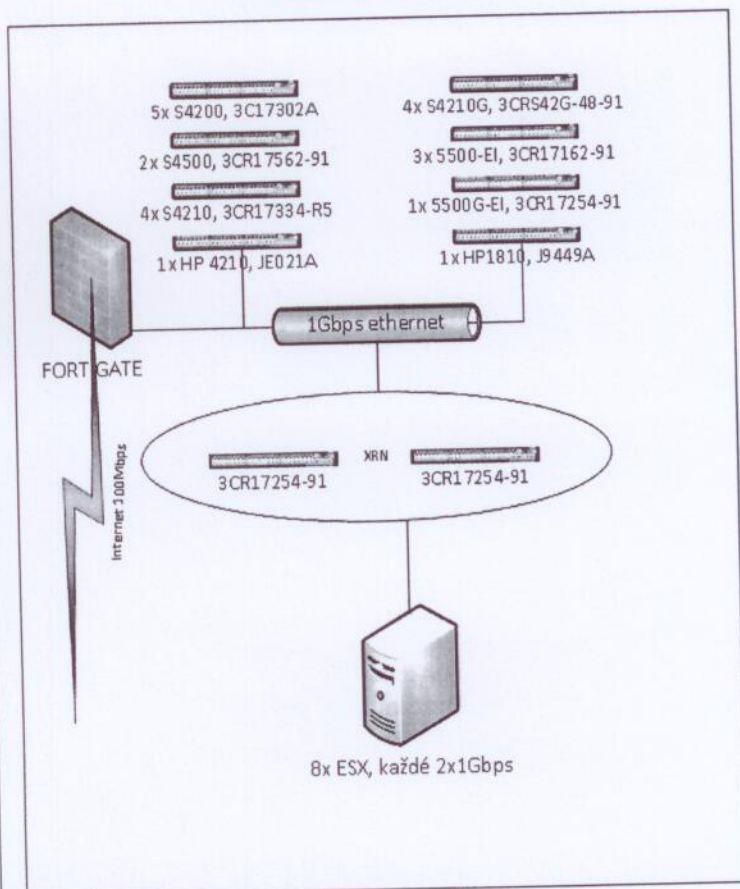 5x S4200, 3C17302A
2x S4500, 3CR17562-91
4x S4210, 3CR17334-R5
1x HP 4210, JE021A
4x S4210G, 3CRS42G-48-91
3x 5500-EI, 3CR17162-91
1x 5500G-EI, 3CR17254-91
1x HP1810, J9449A
FORTIGATE
1Gbps ethernet
Internet 100Mbps
3CR17254-91
XRN
3CR17254-91
8x ESX, každé 2x1Gbps